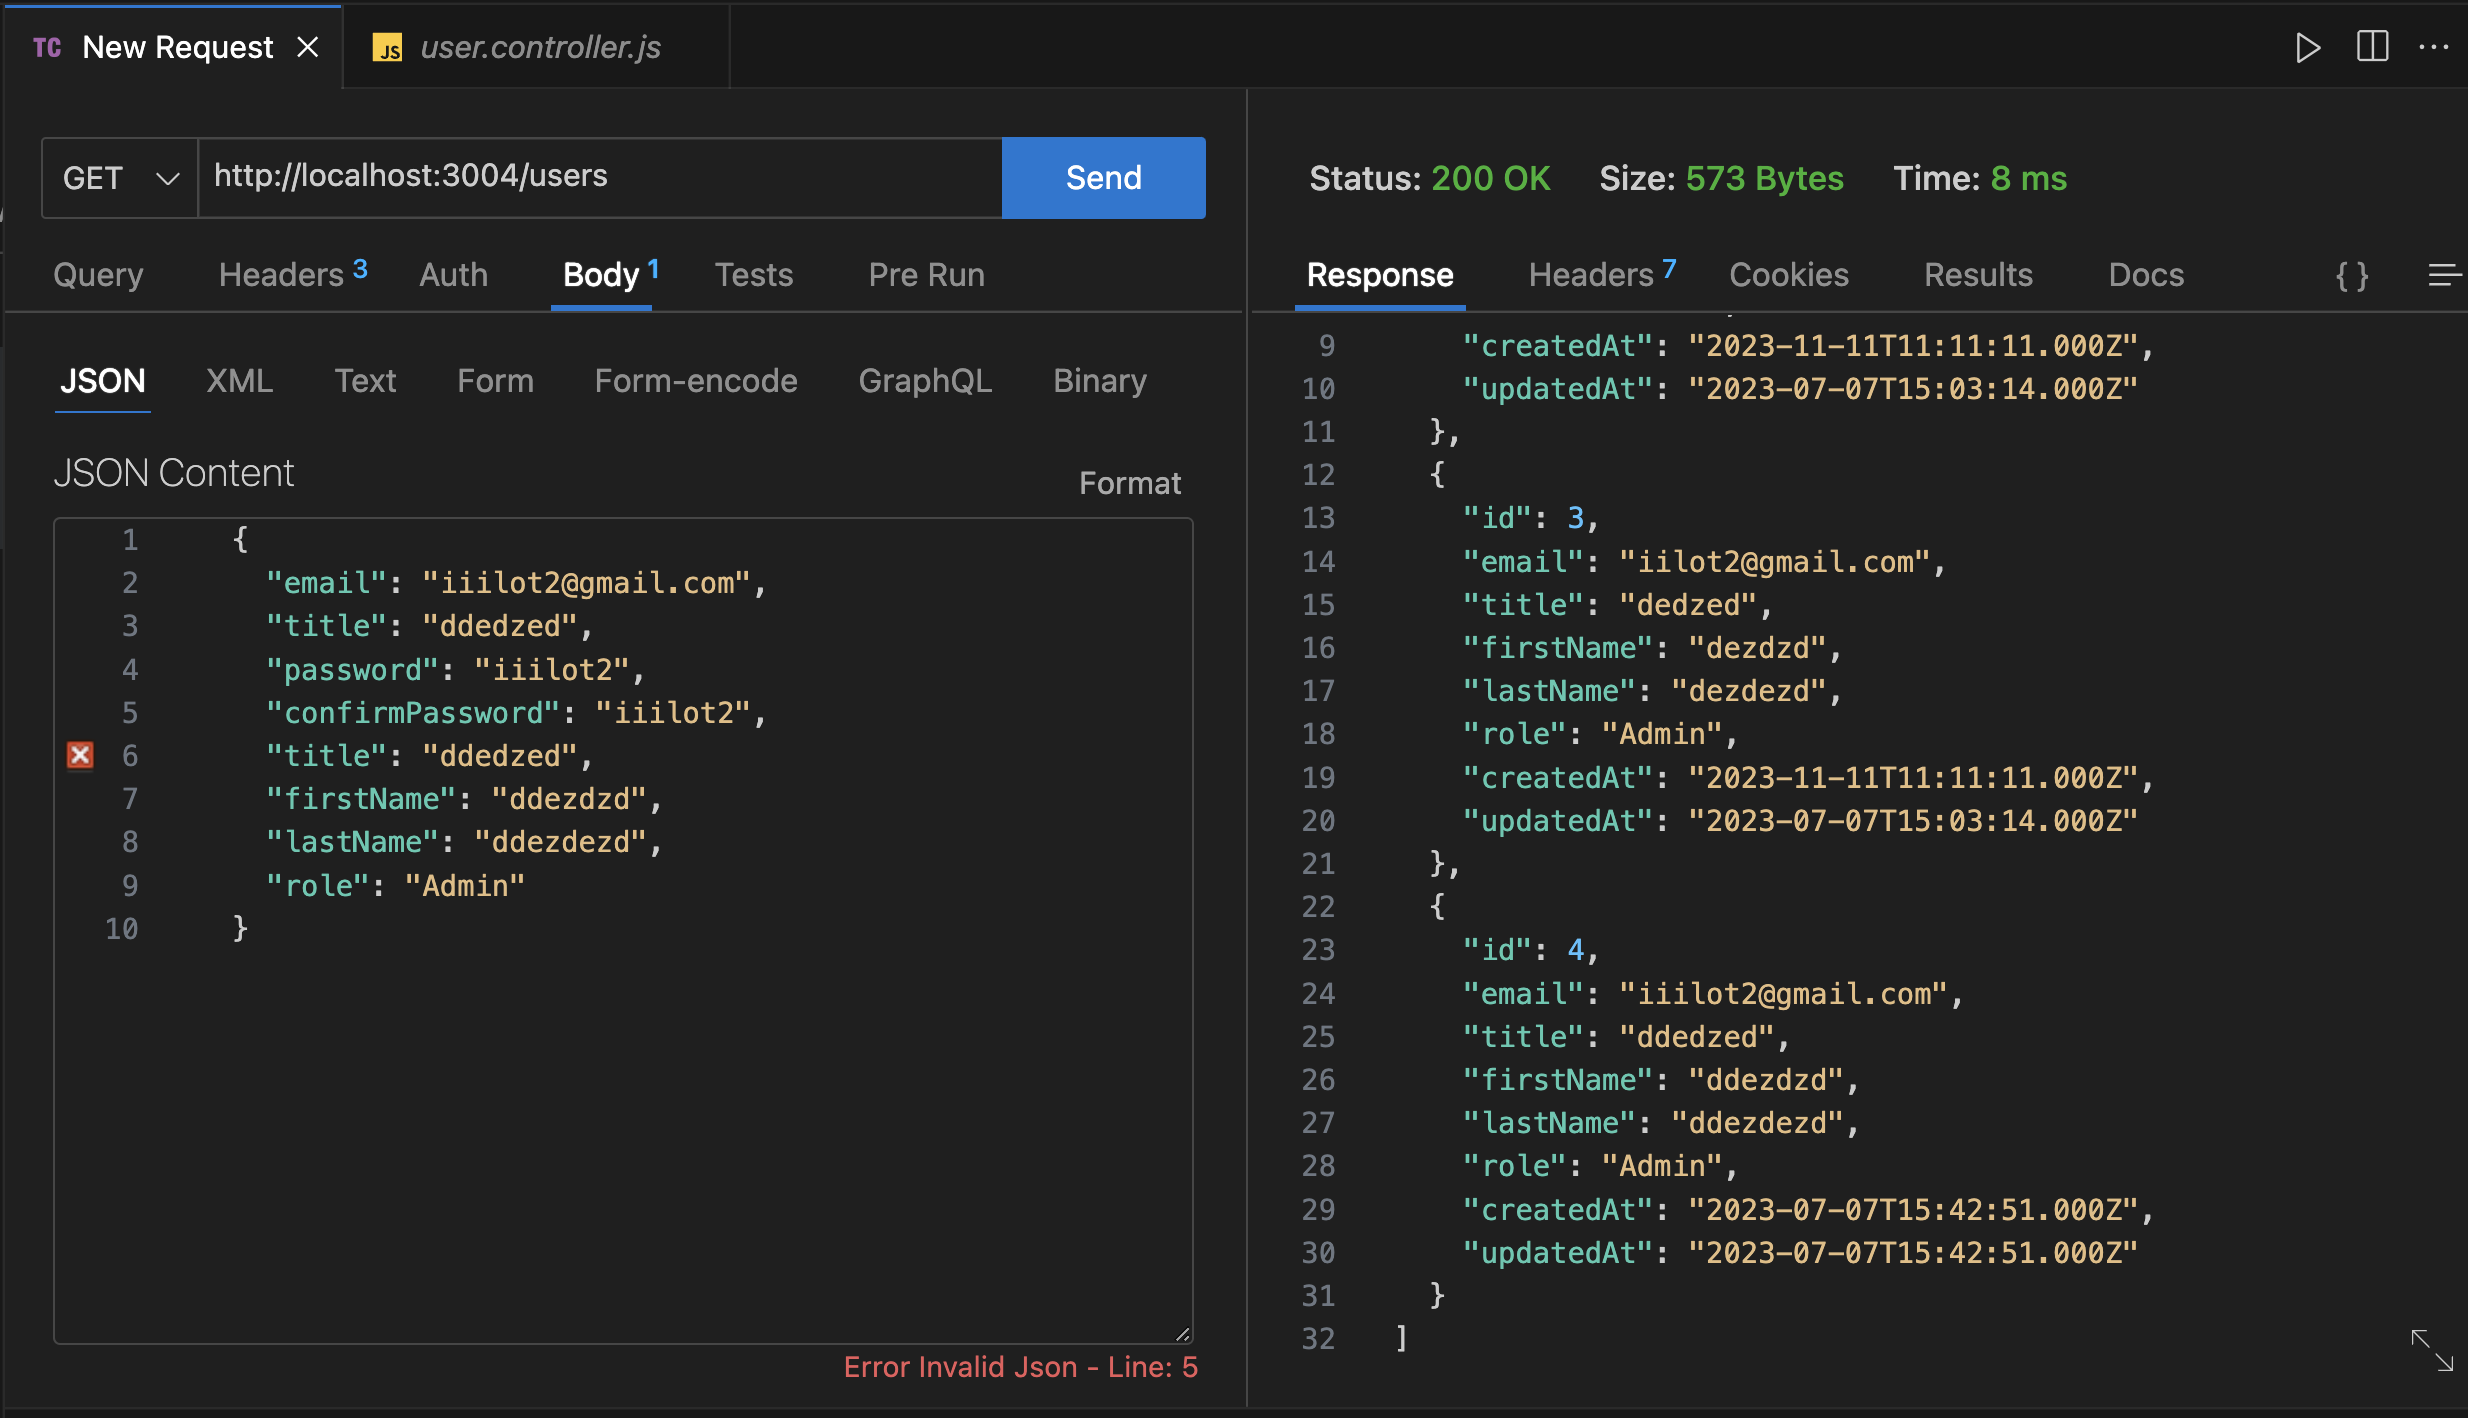 TC New Request × JS user.controller.js
GET http://localhost:3004/users Send
Query Headers 3 Auth Body 1 Tests Pre Run
JSON XML Text Form Form-encode GraphQL Binary
JSON Content Format
1 {
2 "email": "iiilot2@gmail.com",
3 "title": "ddedzed",
4 "password": "iiilot2",
5 "confirmPassword": "iiilot2",
6 "title": "ddedzed",
7 "firstName": "ddezdzd",
8 "lastName": "ddezdezd",
9 "role": "Admin"
10 }
Error Invalid Json - Line: 5
Status: 200 OK Size: 573 Bytes Time: 8 ms
Response Headers 7 Cookies Results Docs {}
9 "createdAt": "2023-11-11T11:11:11.000Z",
10 "updatedAt": "2023-07-07T15:03:14.000Z"
11 },
12 {
13 "id": 3,
14 "email": "iilot2@gmail.com",
15 "title": "dedzed",
16 "firstName": "dezdzd",
17 "lastName": "dezdezd",
18 "role": "Admin",
19 "createdAt": "2023-11-11T11:11:11.000Z",
20 "updatedAt": "2023-07-07T15:03:14.000Z"
21 },
22 {
23 "id": 4,
24 "email": "iiilot2@gmail.com",
25 "title": "ddedzed",
26 "firstName": "ddezdzd",
27 "lastName": "ddezdezd",
28 "role": "Admin",
29 "createdAt": "2023-07-07T15:42:51.000Z",
30 "updatedAt": "2023-07-07T15:42:51.000Z"
31 }
32 ]